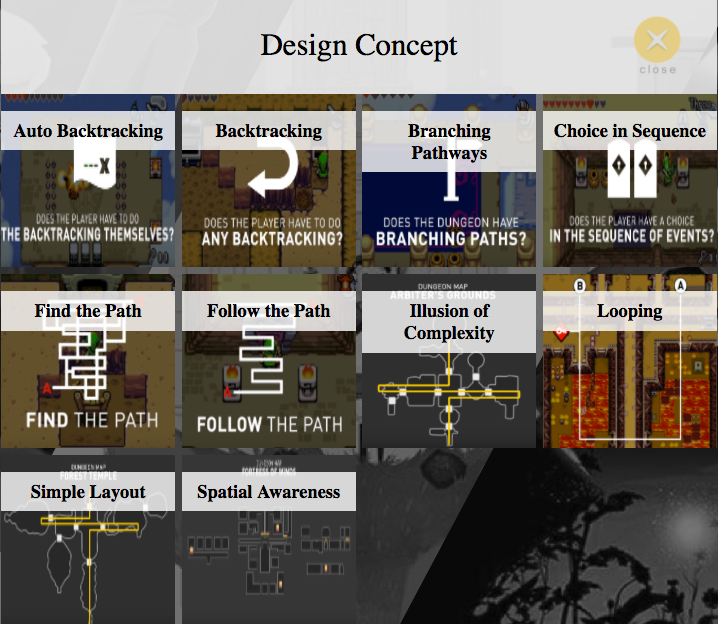 Design Concept
close
Auto Backtracking
---X
DOES THE PLAYER HAVE TO DO
THE BACKTRACKING THEMSELVES?
Backtracking
DOES THE PLAYER HAVE TO DO
ANY BACKTRACKING?
Branching
Pathways
DOES THE DUNGEON HAVE
BRANCHING PATHS?
Choice in Sequence
DOES THE PLAYER HAVE A CHOICE
IN THE SEQUENCE OF EVENTS?
Find the Path
A
FIND THE PATH
Follow the Path
A
FOLLOW THE PATH
DUNGEON MAP
ARBITER'S GROUNDS
Illusion of
Complexity
B
A
Looping
DUNGEON MAP
FOREST TEMPLE
Simple Layout
DUNGEON MAP
FORTRESS OF WINDS
Spatial Awareness